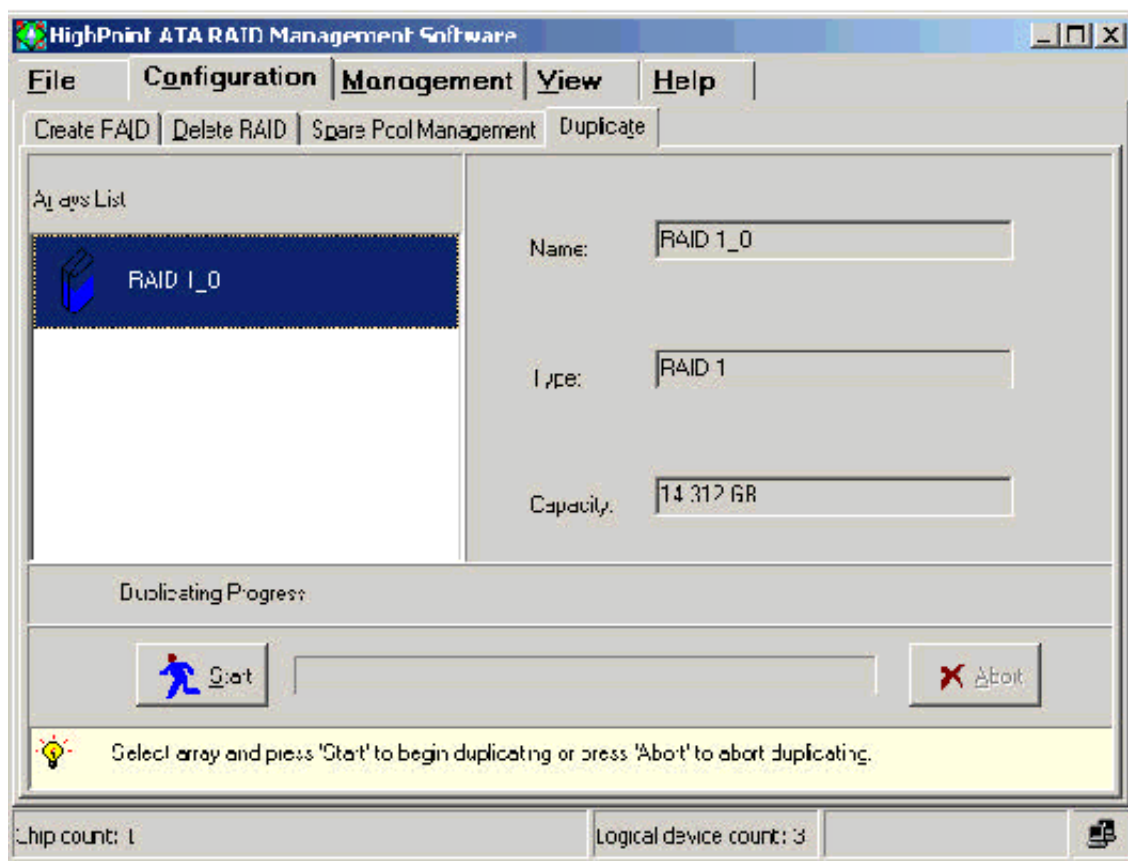 HighPoint ATA RAID Management Software
File Configuration Management View Help
Create RAID Delete RAID Spare Pool Management Duplicate
Arrays List
RAID 1_0
Name: RAID 1_0
Type: RAID 1
Capacity: 14.312 GB
Duplicating Progress
Start Abort
Select array and press 'Start' to begin duplicating or press 'Abort' to abort duplicating.
Chip count: 1 Logical device count: 3